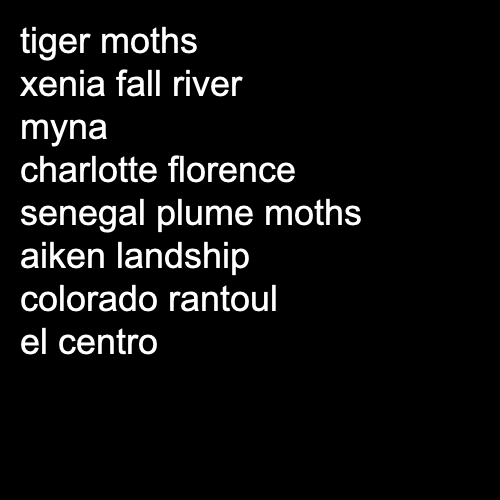 tiger moths
xenia fall river
myna
charlotte florence
senegal plume moths
aiken landship
colorado rantoul
el centro